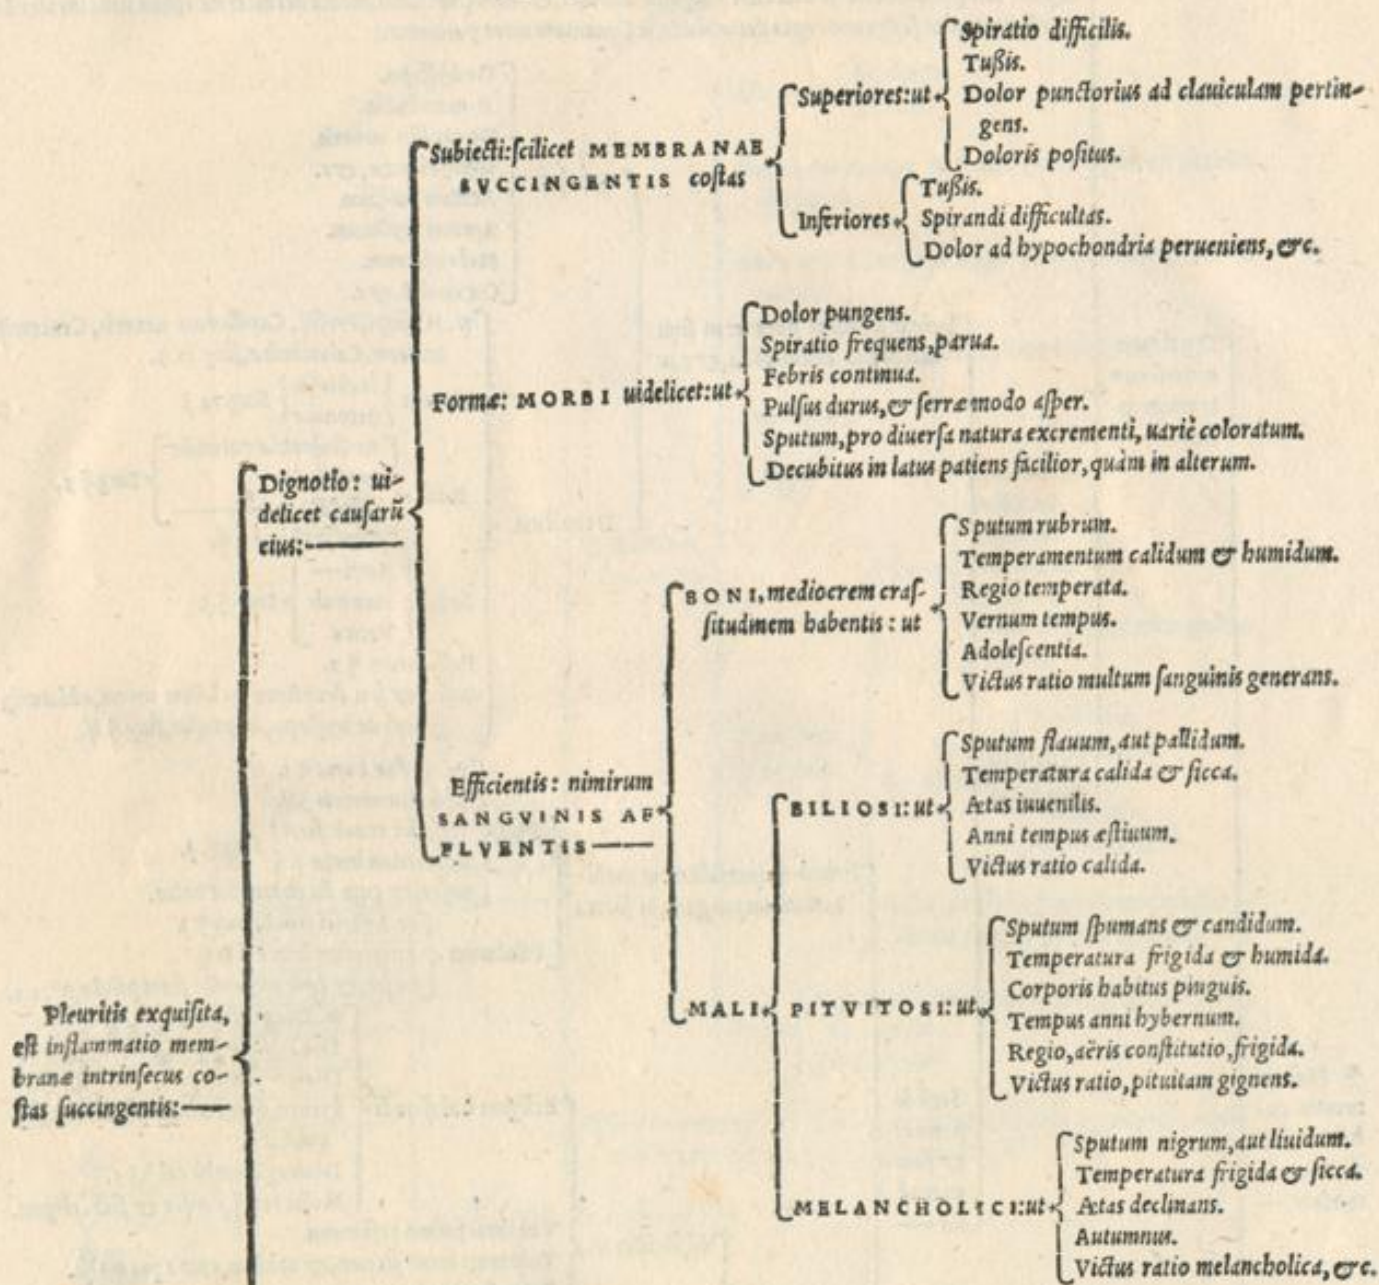 Pleuritis exquisita,
est inflammatio mem-
branæ intrinsecus co-
stas succingentis:
Dignotio: ui-
delicet causarū
eius:
Subiecti: scilicet MEMBRANAE
SVCCINGENTIS costas
Superiores: ut
Spiratio difficilis.
Tußis.
Dolor punctorius ad clauiculam pertin-
gens.
Doloris positus.
Inferiores
Tußis.
Spirandi difficultas.
Dolor ad hypochondria perueniens, &c.
Formæ: MORBI uidelicet: ut
Dolor pungens.
Spiratio frequens, parua.
Febris continua.
Pulsus durus, & serræ modo asper.
Sputum, pro diuersa natura excrementi, uariè coloratum.
Decubitus in latus patiens facilior, quàm in alterum.
Efficientis: nimirum
SANGVINIS AF
FLVENTIS
BONI, mediocrem cras-
situdinem habentis: ut
Sputum rubrum.
Temperamentum calidum & humidum.
Regio temperata.
Vernum tempus.
Adolescentia.
Victus ratio multum sanguinis generans.
MALI
BILIOSI: ut
Sputum flauum, aut pallidum.
Temperatura calida & sicca.
Ætas iuuenilis.
Anni tempus æstiuum.
Victus ratio calida.
PITVITOSI: ut
Sputum spumans & candidum.
Temperatura frigida & humida.
Corporis habitus pinguis.
Tempus anni hybernum.
Regio, aëris constitutio, frigida.
Victus ratio, pituitam gignens.
MELANCHOLICI: ut
Sputum nigrum, aut liuidum.
Temperatura frigida & sicca.
Ætas declinans.
Autumnus.
Victus ratio melancholica, &c.